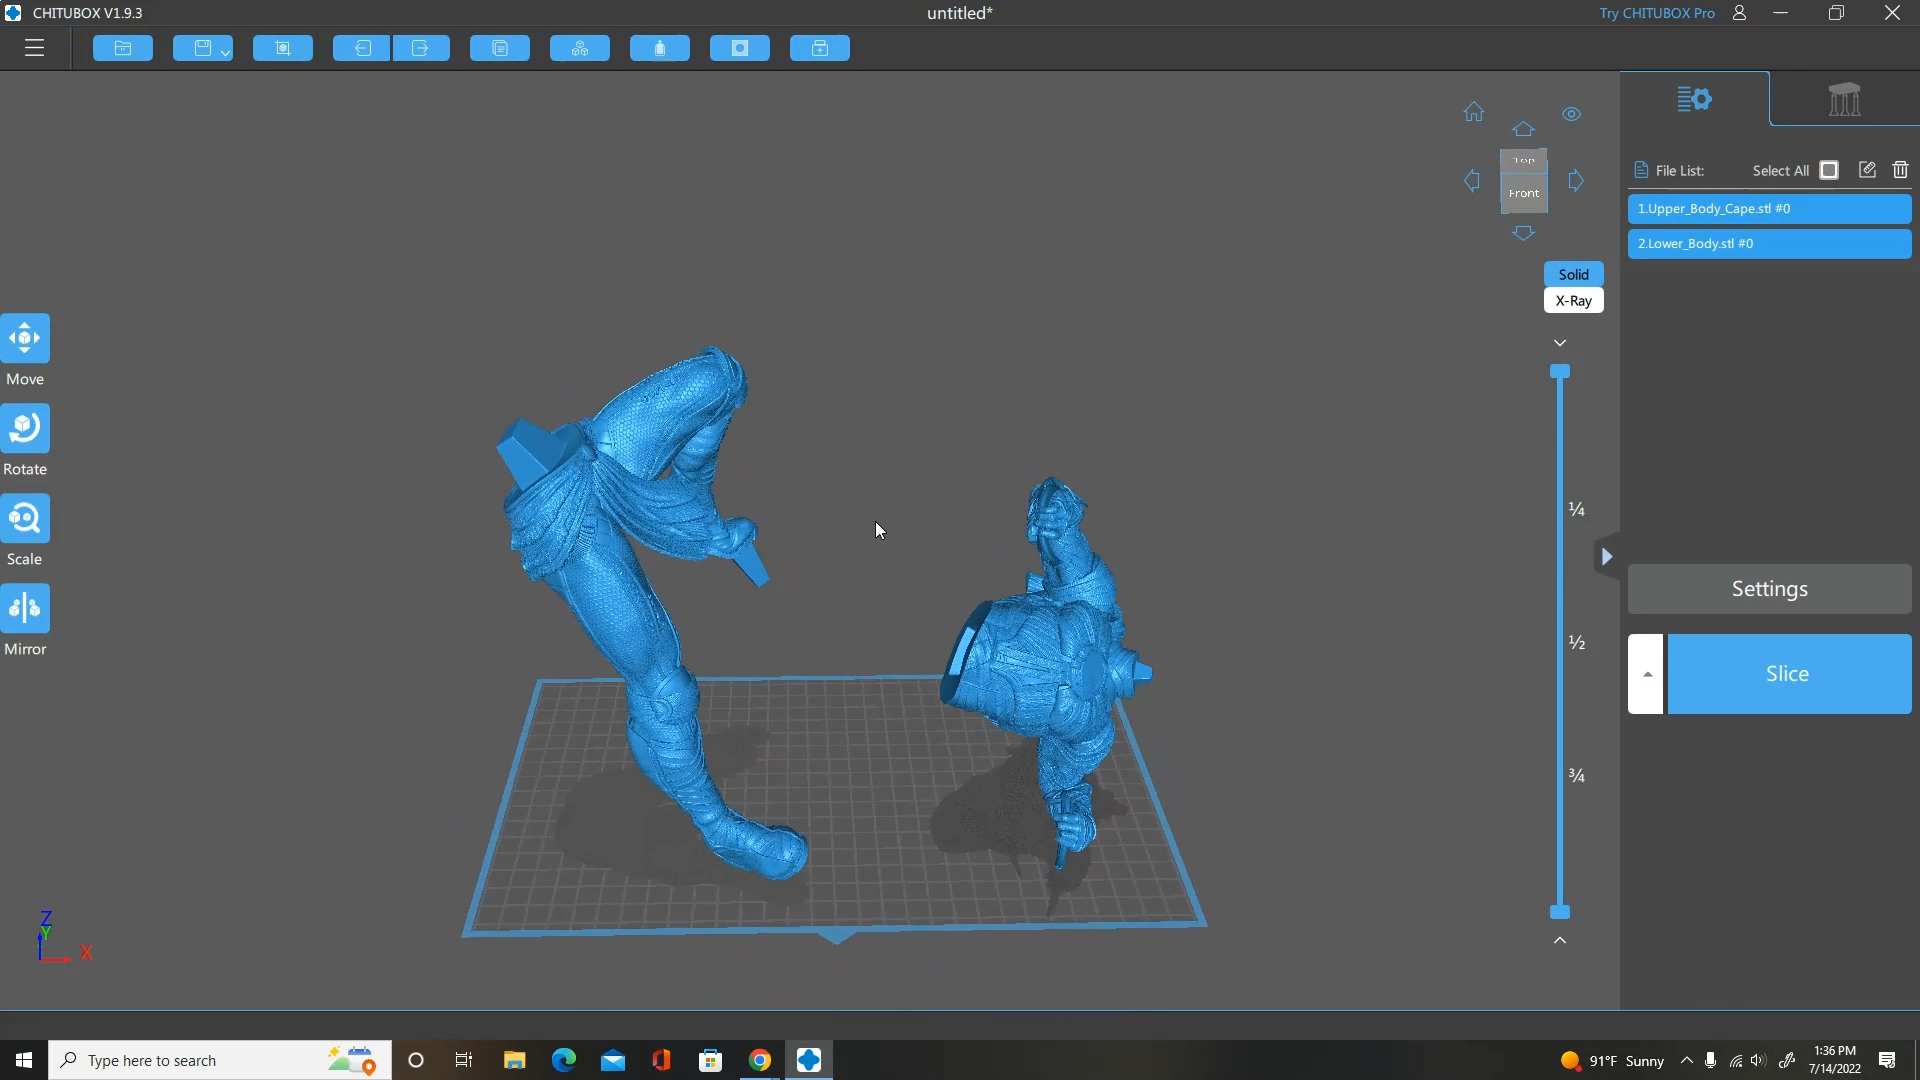 CHITUBOX V1.9.3
untitled*
Try CHITUBOX Pro
Top
Front
File List:
Select All
1.Upper_Body_Cape.stl #0
2.Lower_Body.stl #0
Solid
X-Ray
Move
Rotate
Scale
Mirror
¼
½
¾
Settings
Slice
Z
Y
X
Type here to search
91°F Sunny
1:36 PM
7/14/2022